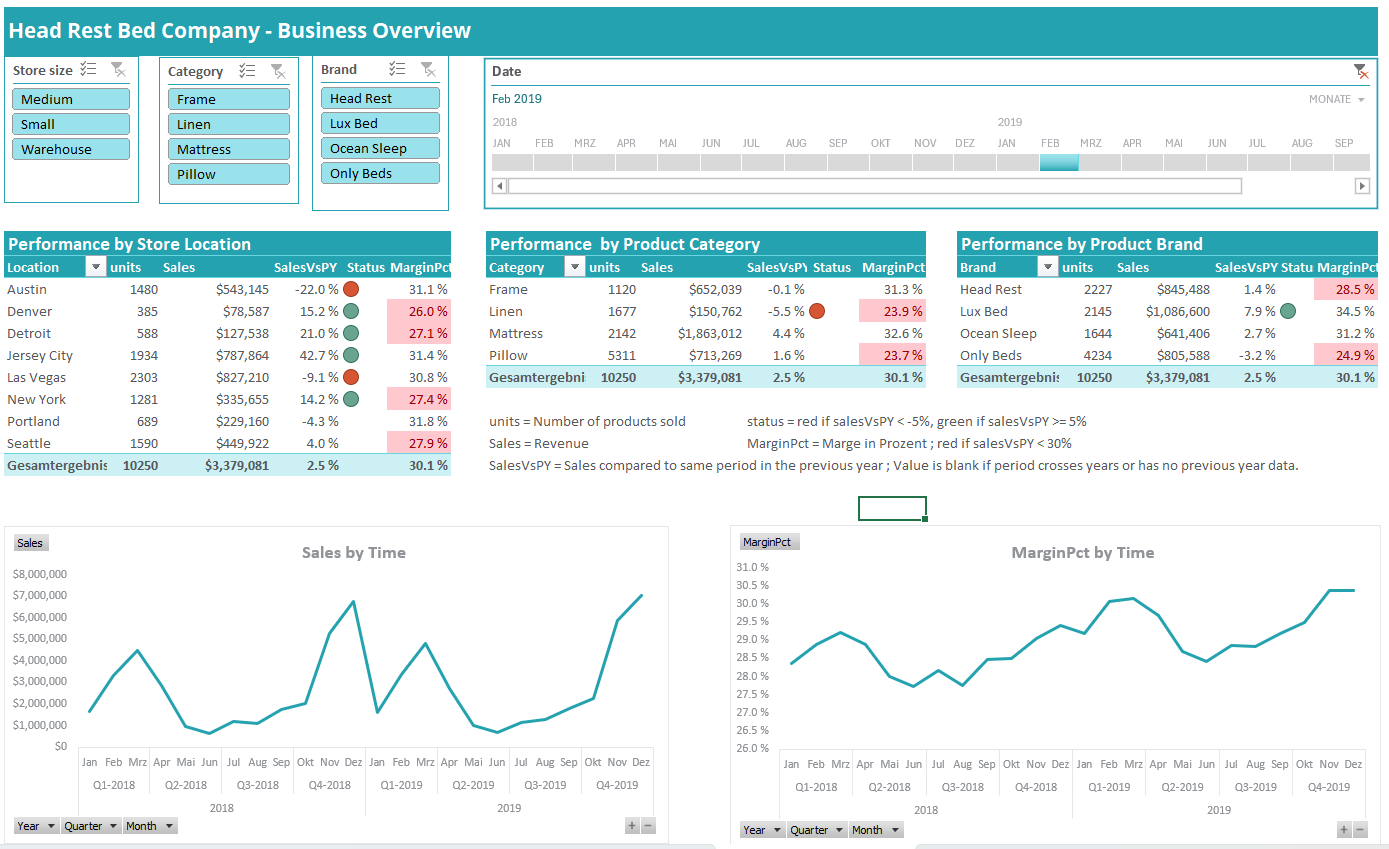 Head Rest Bed Company - Business Overview
Store size
Medium
Small
Warehouse
Category
Frame
Linen
Mattress
Pillow
Brand
Head Rest
Lux Bed
Ocean Sleep
Only Beds
Date
Feb 2019 MONATE
2018 2019
JAN FEB MRZ APR MAI JUN JUL AUG SEP OKT NOV DEZ JAN FEB MRZ APR MAI JUN JUL AUG SEP
Performance by Store Location
Location units Sales SalesVsPY Status MarginPct
Austin 1480 $543,145 -22.0 % 31.1 %
Denver 385 $78,587 15.2 % 26.0 %
Detroit 588 $127,538 21.0 % 27.1 %
Jersey City 1934 $787,864 42.7 % 31.4 %
Las Vegas 2303 $827,210 -9.1 % 30.8 %
New York 1281 $335,655 14.2 % 27.4 %
Portland 689 $229,160 -4.3 % 31.8 %
Seattle 1590 $449,922 4.0 % 27.9 %
Gesamtergebnis 10250 $3,379,081 2.5 % 30.1 %
Performance by Product Category
Category units Sales SalesVsPY Status MarginPct
Frame 1120 $652,039 -0.1 % 31.3 %
Linen 1677 $150,762 -5.5 % 23.9 %
Mattress 2142 $1,863,012 4.4 % 32.6 %
Pillow 5311 $713,269 1.6 % 23.7 %
Gesamtergebni 10250 $3,379,081 2.5 % 30.1 %
Performance by Product Brand
Brand units Sales SalesVsPY Statu MarginPct
Head Rest 2227 $845,488 1.4 % 28.5 %
Lux Bed 2145 $1,086,600 7.9 % 34.5 %
Ocean Sleep 1644 $641,406 2.7 % 31.2 %
Only Beds 4234 $805,588 -3.2 % 24.9 %
Gesamtergebnis 10250 $3,379,081 2.5 % 30.1 %
units = Number of products sold status = red if salesVsPY < -5%, green if salesVsPY >= 5%
Sales = Revenue MarginPct = Marge in Prozent ; red if salesVsPY < 30%
SalesVsPY = Sales compared to same period in the previous year ; Value is blank if period crosses years or has no previous year data.
Sales
Sales by Time
$8,000,000
$7,000,000
$6,000,000
$5,000,000
$4,000,000
$3,000,000
$2,000,000
$1,000,000
$0
Jan Feb Mrz Apr Mai Jun Jul Aug Sep Okt Nov Dez Jan Feb Mrz Apr Mai Jun Jul Aug Sep Okt Nov Dez
Q1-2018 Q2-2018 Q3-2018 Q4-2018 Q1-2019 Q2-2019 Q3-2019 Q4-2019
2018 2019
Year Quarter Month + −
MarginPct
MarginPct by Time
31.0 %
30.5 %
30.0 %
29.5 %
29.0 %
28.5 %
28.0 %
27.5 %
27.0 %
26.5 %
26.0 %
Jan Feb Mrz Apr Mai Jun Jul Aug Sep Okt Nov Dez Jan Feb Mrz Apr Mai Jun Jul Aug Sep Okt Nov Dez
Q1-2018 Q2-2018 Q3-2018 Q4-2018 Q1-2019 Q2-2019 Q3-2019 Q4-2019
2018 2019
Year Quarter Month + −